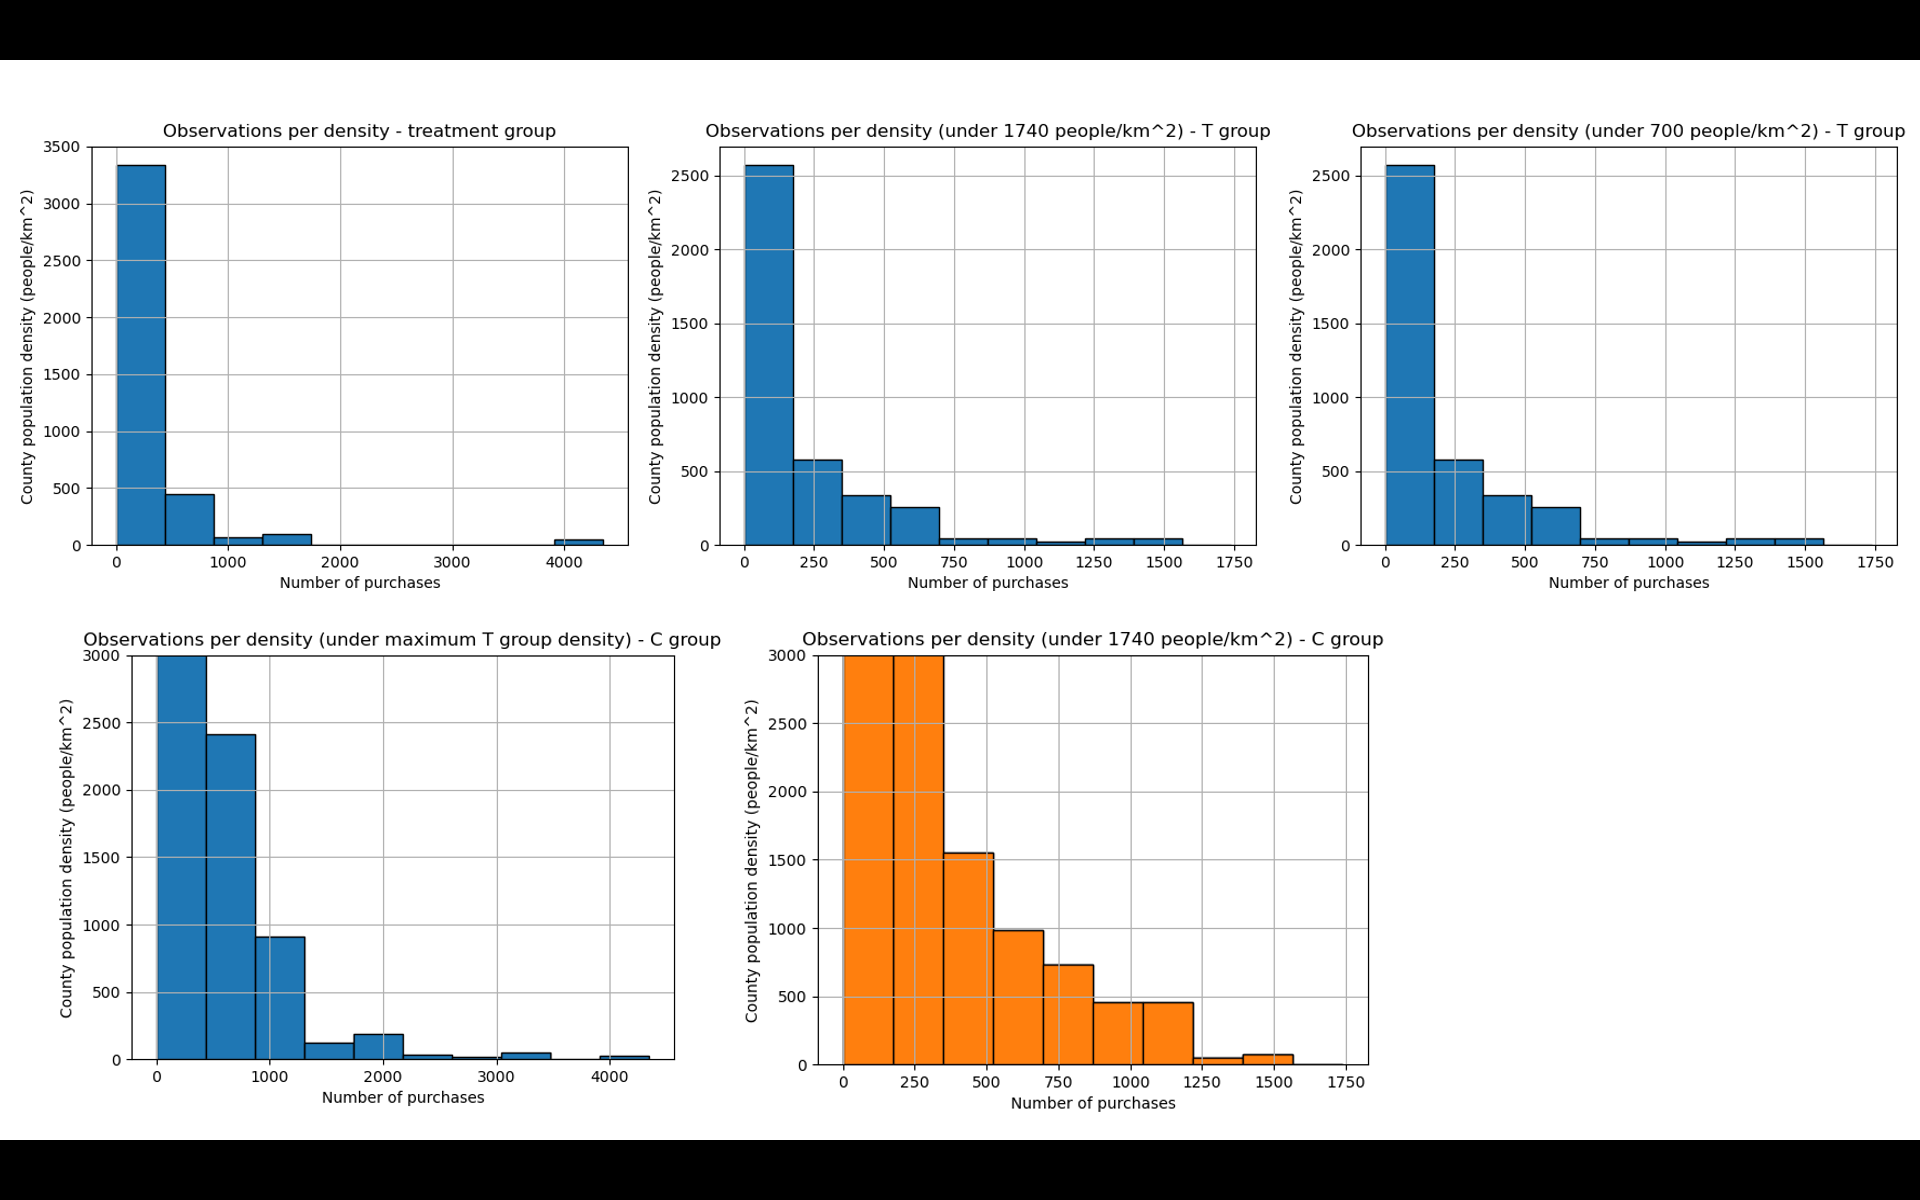 Observations per density - treatment group
3500
3000
2500
2000
1500
1000
500
0
County population density (people/km^2)
0 1000 2000 3000 4000
Number of purchases
Observations per density (under 1740 people/km^2) - T group
2500
2000
1500
1000
500
0
County population density (people/km^2)
0 250 500 750 1000 1250 1500 1750
Number of purchases
Observations per density (under 700 people/km^2) - T group
2500
2000
1500
1000
500
0
County population density (people/km^2)
0 250 500 750 1000 1250 1500 1750
Number of purchases
Observations per density (under maximum T group density) - C group
3000
2500
2000
1500
1000
500
0
County population density (people/km^2)
0 1000 2000 3000 4000
Number of purchases
Observations per density (under 1740 people/km^2) - C group
3000
2500
2000
1500
1000
500
0
County population density (people/km^2)
0 250 500 750 1000 1250 1500 1750
Number of purchases